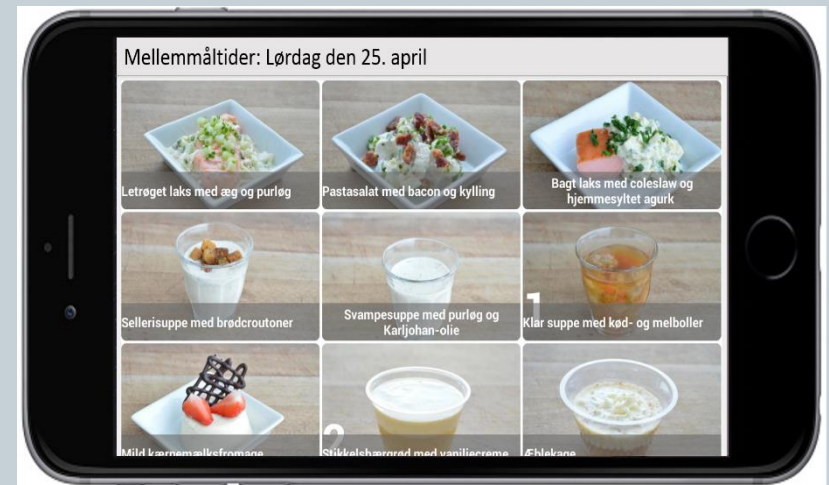 Mellemmåltider: Lørdag den 25. april
Letrøget laks med æg og purløg
Pastasalat med bacon og kylling
Bagt laks med coleslaw og
hjemmesyltet agurk
Sellerisuppe med brødcroutoner
Svampesuppe med purløg og
Karljohan-olie
1
Klar suppe med kød- og melboller
Mild kærnemælksfromage
2
Stikkelsbærgrød med vaniljecreme
Æblekage